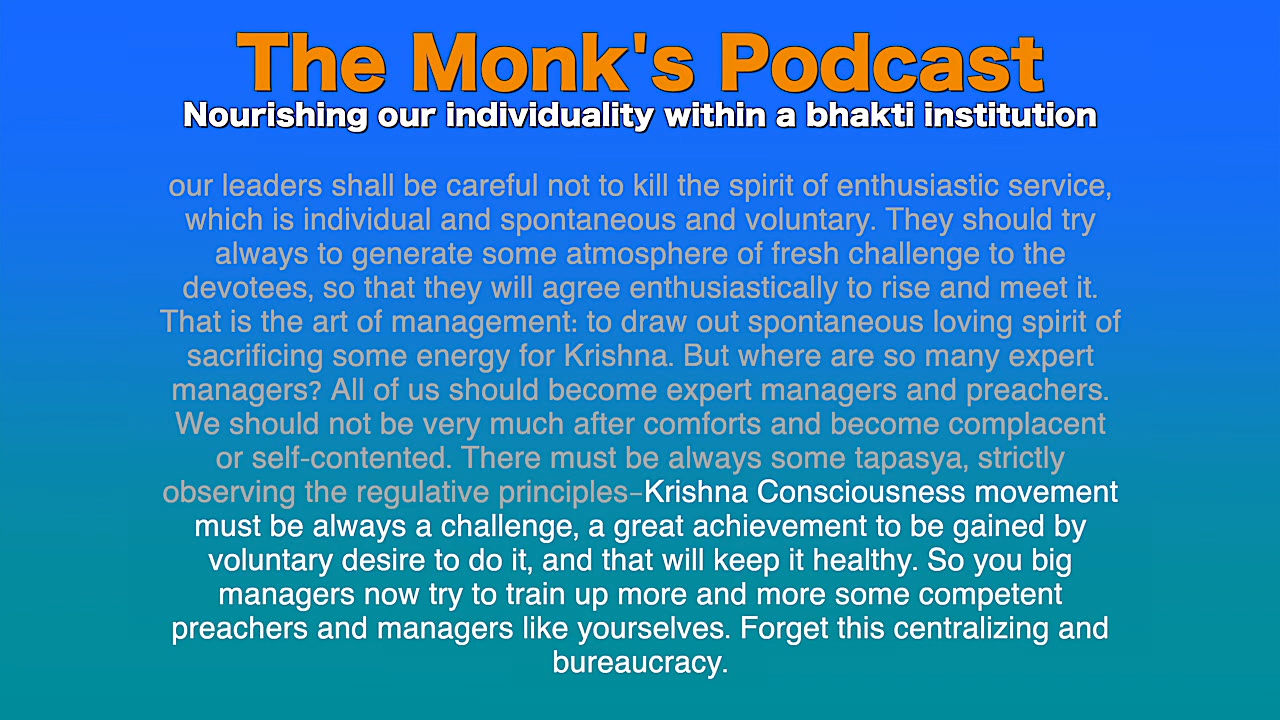 The Monk's Podcast
Nourishing our individuality within a bhakti institution
our leaders shall be careful not to kill the spirit of enthusiastic service,
which is individual and spontaneous and voluntary. They should try
always to generate some atmosphere of fresh challenge to the
devotees, so that they will agree enthusiastically to rise and meet it.
That is the art of management: to draw out spontaneous loving spirit of
sacrificing some energy for Krishna. But where are so many expert
managers? All of us should become expert managers and preachers.
We should not be very much after comforts and become complacent
or self-contented. There must be always some tapasya, strictly
observing the regulative principles–Krishna Consciousness movement
must be always a challenge, a great achievement to be gained by
voluntary desire to do it, and that will keep it healthy. So you big
managers now try to train up more and more some competent
preachers and managers like yourselves. Forget this centralizing and
bureaucracy.